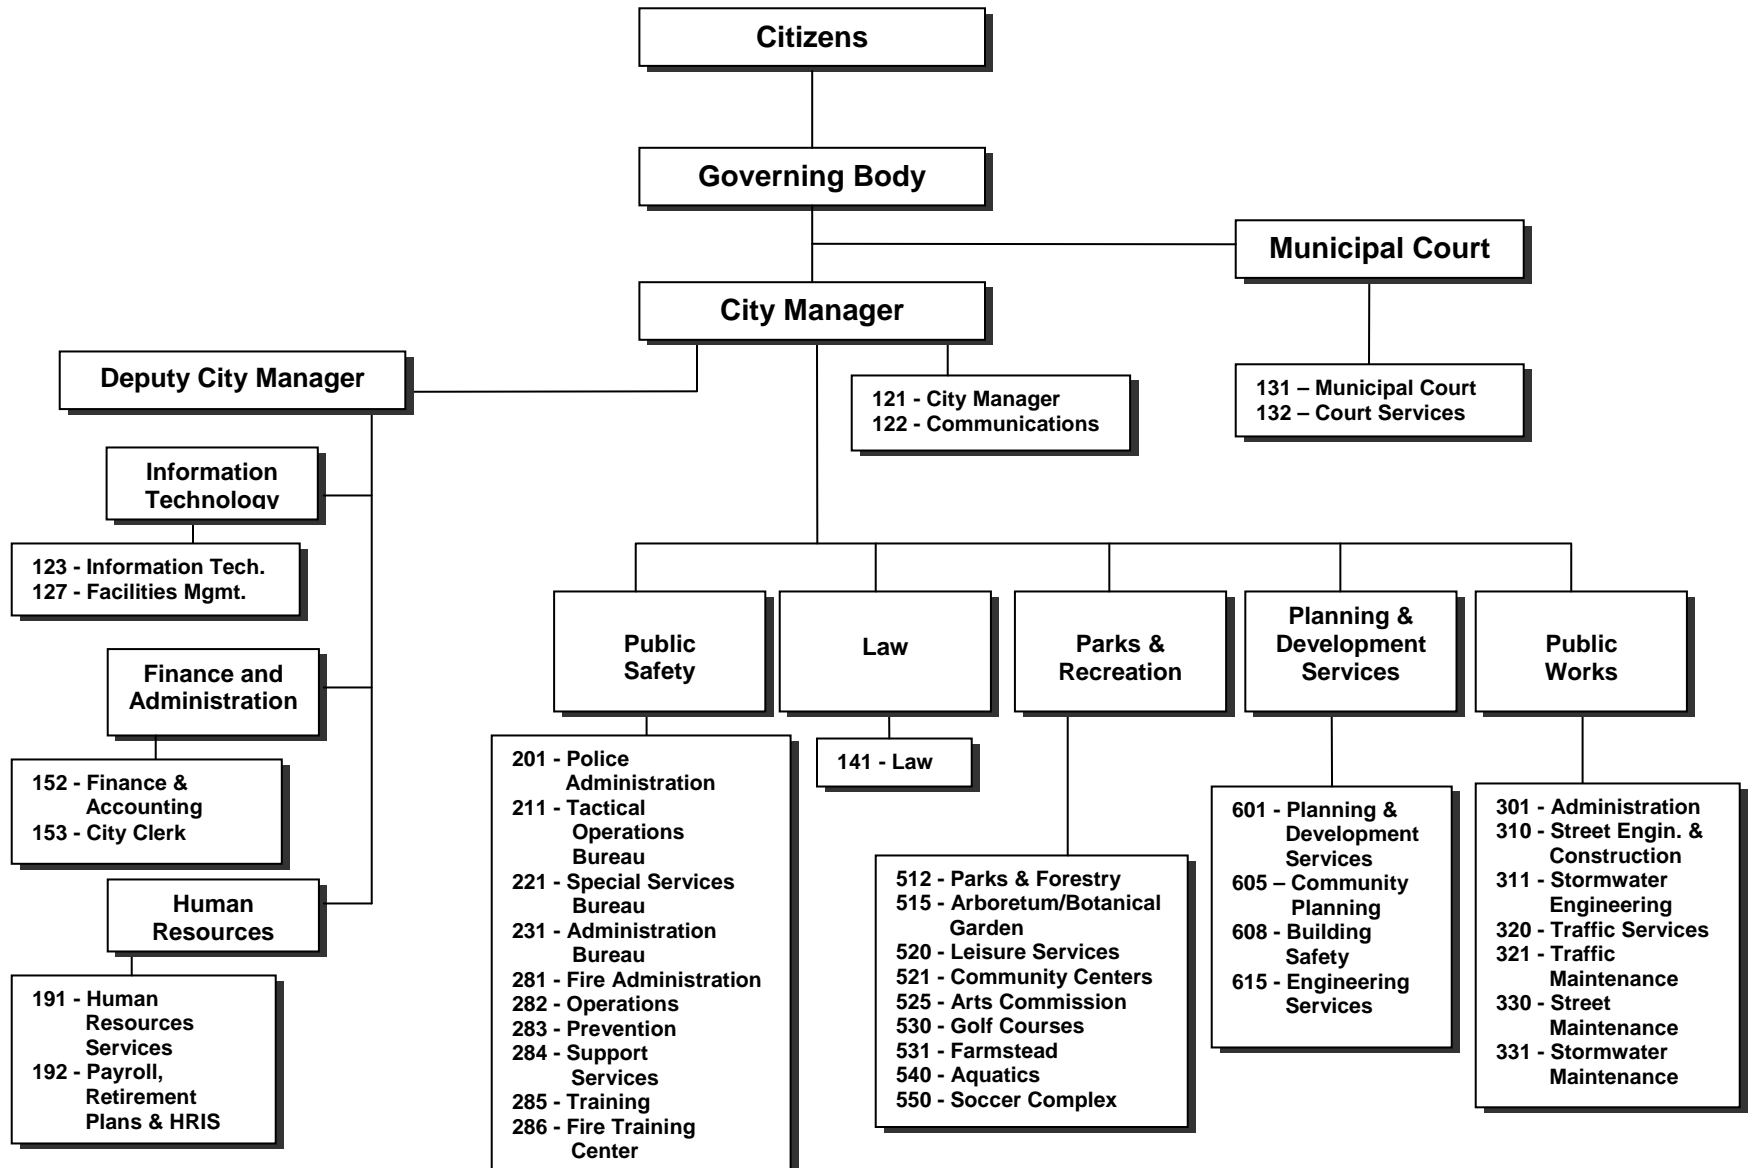 Citizens
Governing Body
Municipal Court
City Manager
Deputy City Manager
121 - City Manager
122 - Communications
131 – Municipal Court
132 – Court Services
Information
Technology
123 - Information Tech.
127 - Facilities Mgmt.
Finance and
Administration
152 - Finance &
Accounting
153 - City Clerk
Human
Resources
191 - Human
Resources
Services
192 - Payroll,
Retirement
Plans & HRIS
Public
Safety
201 - Police
Administration
211 - Tactical
Operations
Bureau
221 - Special Services
Bureau
231 - Administration
Bureau
281 - Fire Administration
282 - Operations
283 - Prevention
284 - Support
Services
285 - Training
286 - Fire Training
Center
Law
141 - Law
Parks &
Recreation
512 - Parks & Forestry
515 - Arboretum/Botanical
Garden
520 - Leisure Services
521 - Community Centers
525 - Arts Commission
530 - Golf Courses
531 - Farmstead
540 - Aquatics
550 - Soccer Complex
Planning &
Development
Services
601 - Planning &
Development
Services
605 – Community
Planning
608 - Building
Safety
615 - Engineering
Services
Public
Works
301 - Administration
310 - Street Engin. &
Construction
311 - Stormwater
Engineering
320 - Traffic Services
321 - Traffic
Maintenance
330 - Street
Maintenance
331 - Stormwater
Maintenance